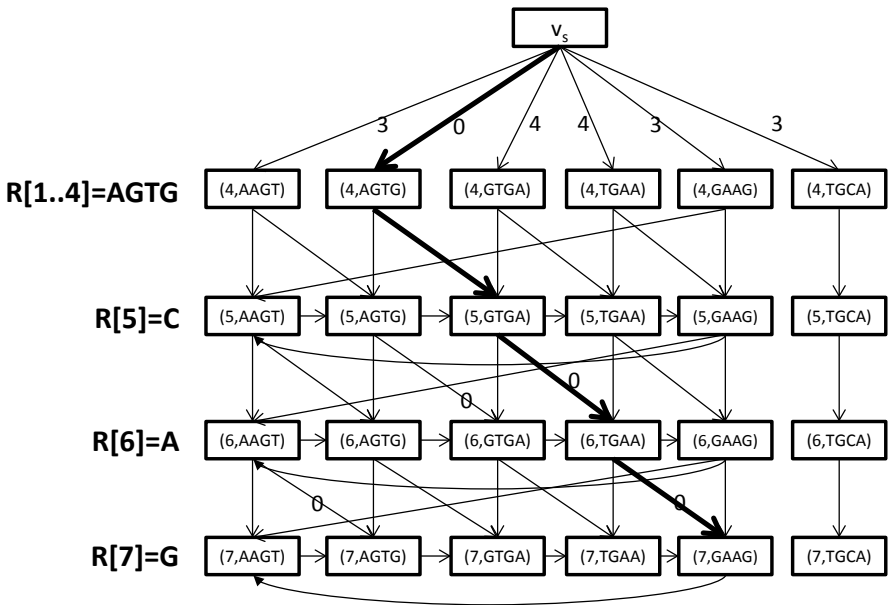 vs
3 0 4 4 3 3
R[1..4]=AGTG (4,AAGT) (4,AGTG) (4,GTGA) (4,TGAA) (4,GAAG) (4,TGCA)
R[5]=C (5,AAGT) (5,AGTG) (5,GTGA) (5,TGAA) (5,GAAG) (5,TGCA)
0
0
R[6]=A (6,AAGT) (6,AGTG) (6,GTGA) (6,TGAA) (6,GAAG) (6,TGCA)
0 0
R[7]=G (7,AAGT) (7,AGTG) (7,GTGA) (7,TGAA) (7,GAAG) (7,TGCA)